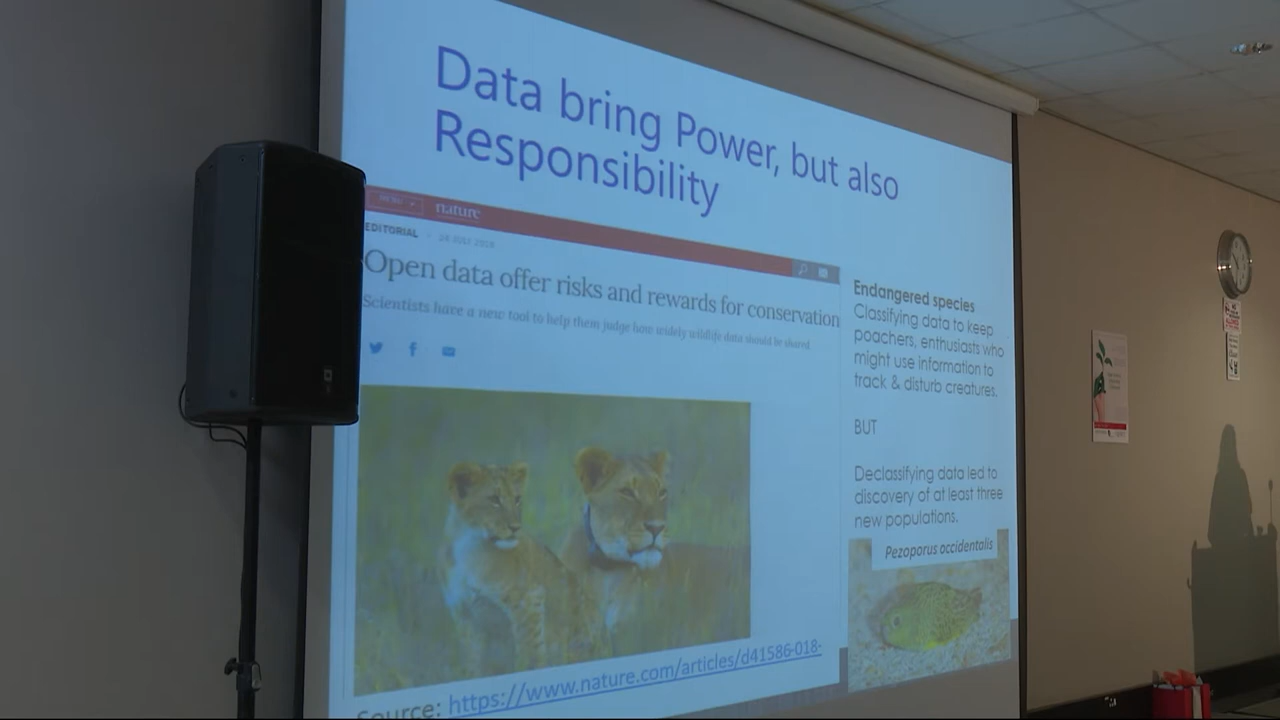 Data bring Power, but also
Responsibility
MENU
nature
EDITORIAL
Open data offer risks and rewards for conservation
Scientists have a new tool to help them judge how widely wildlife data should be shared
Endangered species
Classifying data to keep
poachers, enthusiasts who
might use information to
track & disturb creatures.
BUT
Declassifying data led to
discovery of at least three
new populations.
Pezoporus occidentalis
Source: https://www.nature.com/articles/d41586-018-